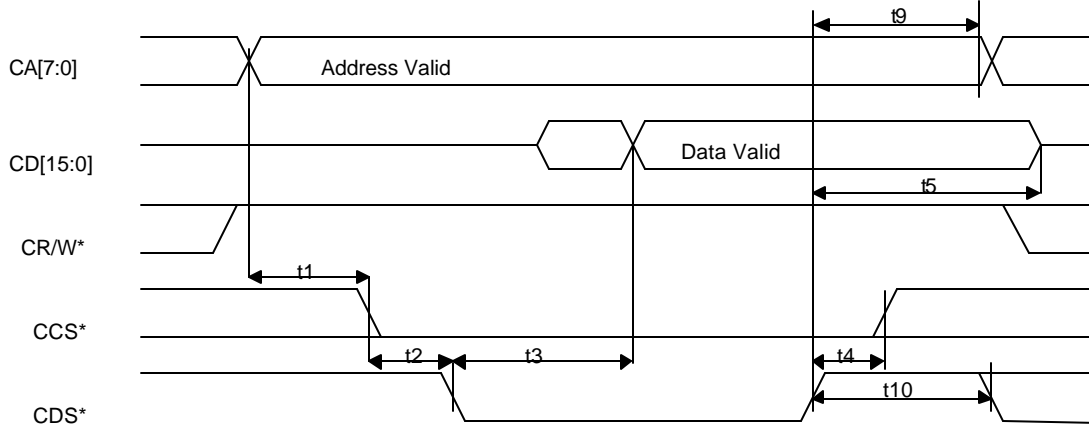 t9
CA[7:0]
Address Valid
CD[15:0]
Data Valid
t5
CR/W*
t1
CCS*
t2
t3
t4
t10
CDS*